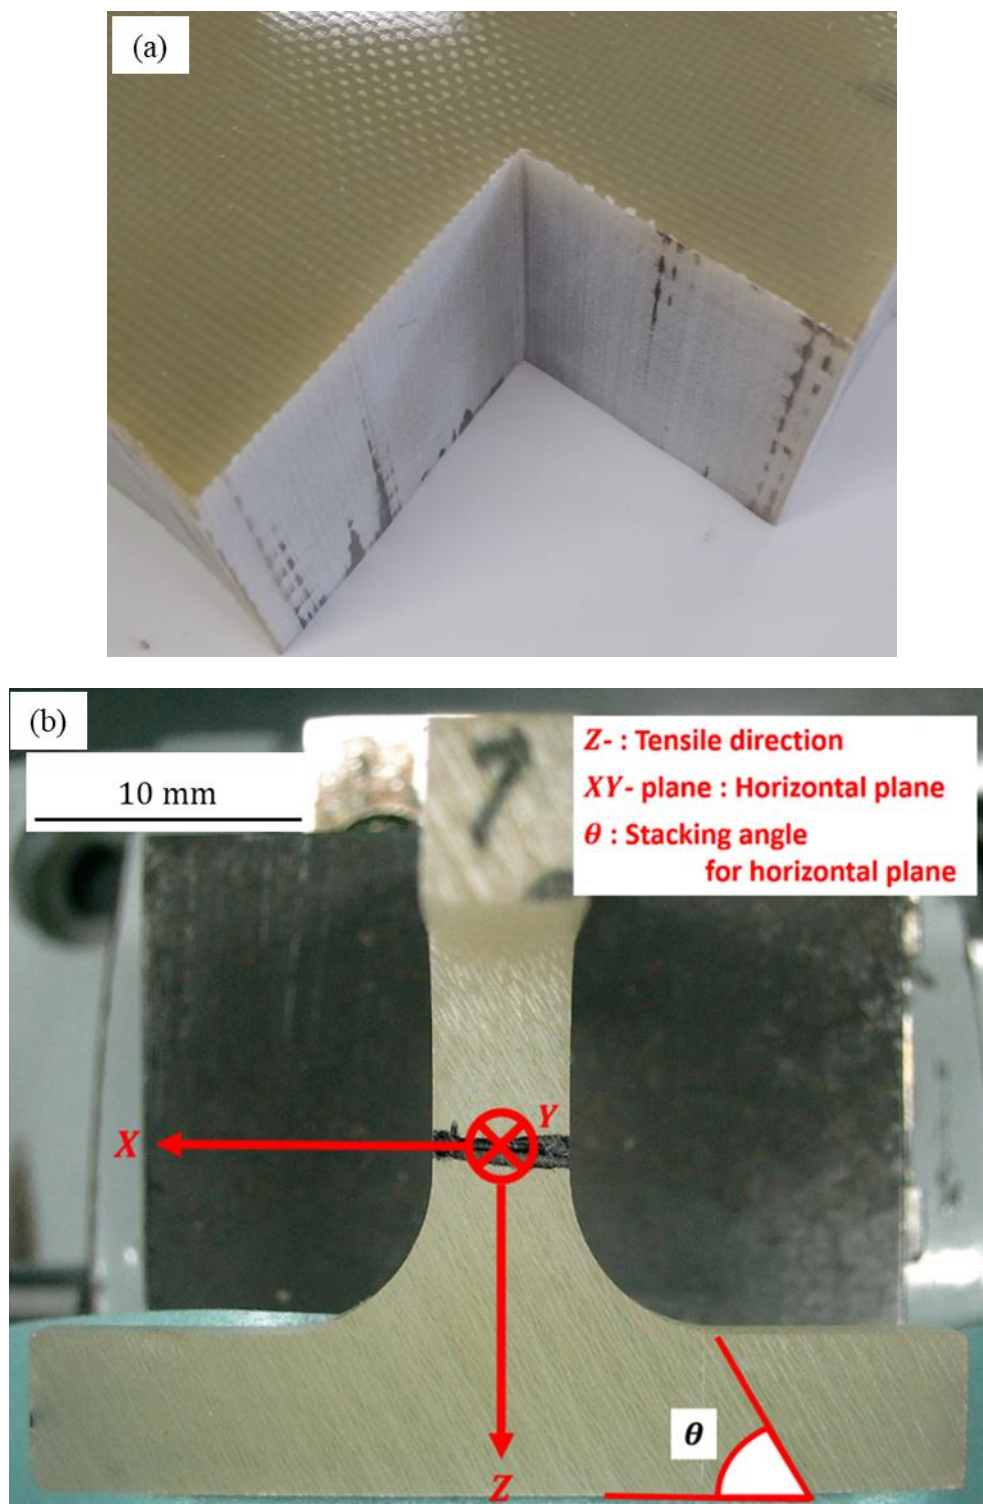 (a)
(b)
10 mm
Z- : Tensile direction
XY- plane : Horizontal plane
θ : Stacking angle
for horizontal plane
7
Y
X
θ
Z